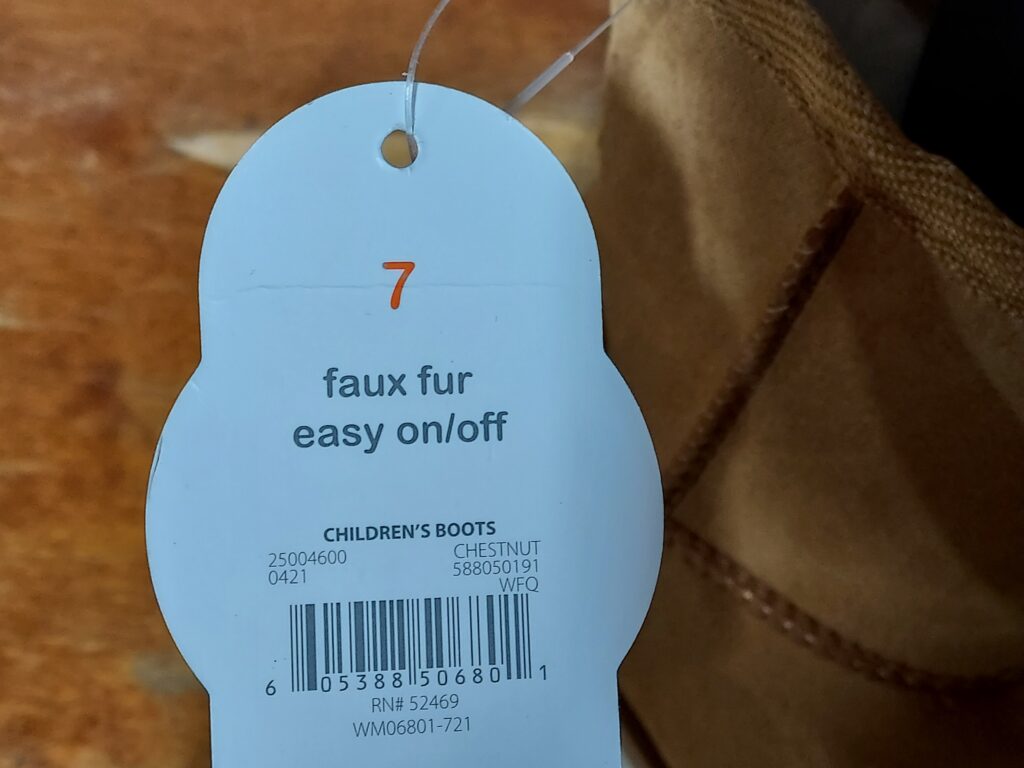 7
faux fur
easy on/off
CHILDREN'S BOOTS
25004600 CHESTNUT
0421 588050191
WFQ
6 05388 50680 1
RN# 52469
WM06801-721